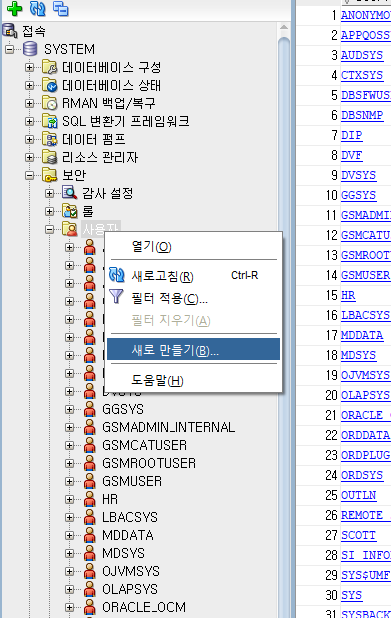 접속
SYSTEM
데이터베이스 구성
데이터베이스 상태
RMAN 백업/복구
SQL 변환기 프레임워크
데이터 펌프
리소스 관리자
보안
감사 설정
롤
사용자
열기(O)
새로고침(R) Ctrl-R
필터 적용(C)...
필터 지우기(A)
새로 만들기(B)...
도움말(H)
GGSYS
GSMADMIN_INTERNAL
GSMCATUSER
GSMROOTUSER
GSMUSER
HR
LBACSYS
MDDATA
MDSYS
OJVMSYS
OLAPSYS
ORACLE_OCM
1 ANONYMO
2 APPQOSS
3 AUDSYS
4 CTXSYS
5 DBSFWUS
6 DBSNMP
7 DIP
8 DVF
9 DVSYS
10 GGSYS
11 GSMADMI
12 GSMCATU
13 GSMROOT
14 GSMUSER
15 HR
16 LBACSYS
17 MDDATA
18 MDSYS
19 OJVMSYS
20 OLAPSYS
21 ORACLE_
22 ORDDATA
23 ORDPLUG
24 ORDSYS
25 OUTLN
26 REMOTE_
27 SCOTT
28 SI_INFO
29 SYS$UMF
30 SYS
31 SYSBACK